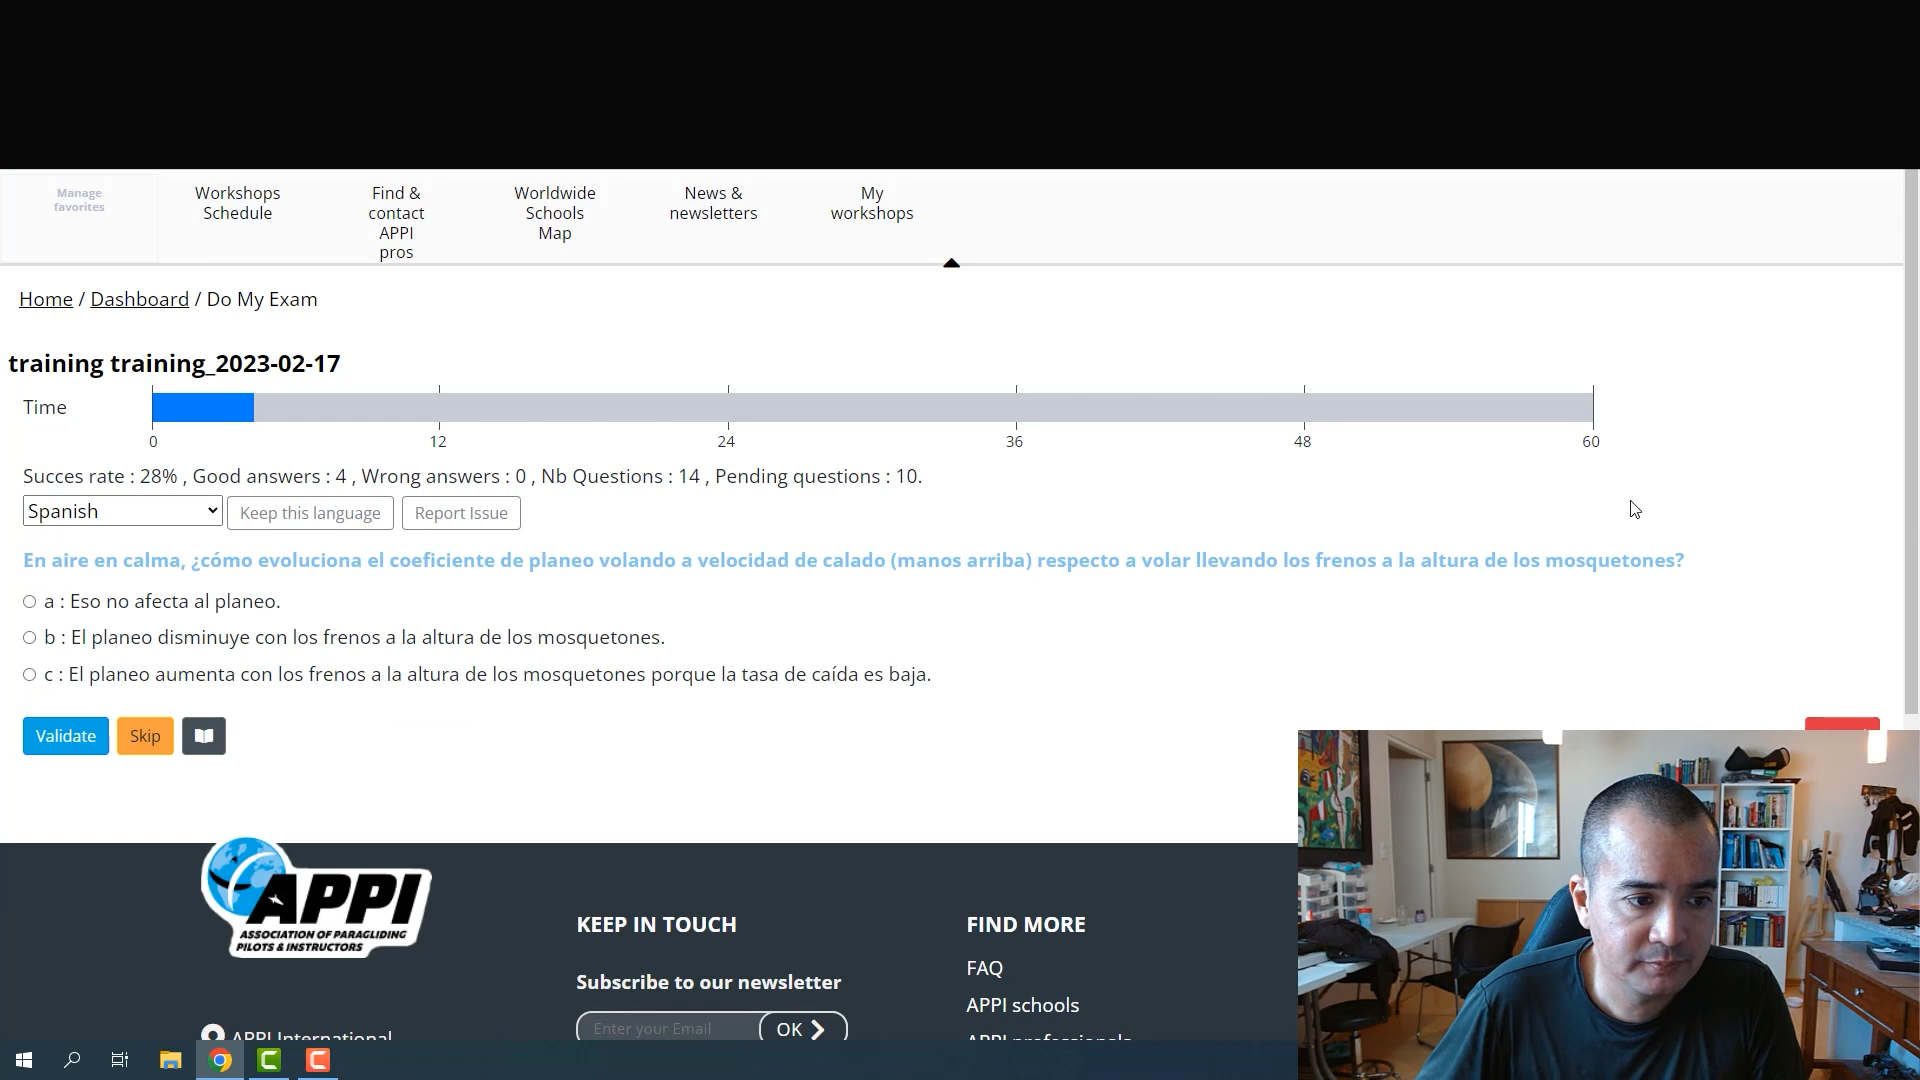 Manage
favorites
Workshops
Schedule
Find &
contact
APPI
pros
Worldwide
Schools
Map
News &
newsletters
My
workshops
Home / Dashboard / Do My Exam
training training_2023-02-17
Time
0 12 24 36 48 60
Succes rate : 28% , Good answers : 4 , Wrong answers : 0 , Nb Questions : 14 , Pending questions : 10.
Spanish Keep this language Report Issue
En aire en calma, ¿cómo evoluciona el coeficiente de planeo volando a velocidad de calado (manos arriba) respecto a volar llevando los frenos a la altura de los mosquetones?
a : Eso no afecta al planeo.
b : El planeo disminuye con los frenos a la altura de los mosquetones.
c : El planeo aumenta con los frenos a la altura de los mosquetones porque la tasa de caída es baja.
Validate Skip
APPI
ASSOCIATION OF PARAGLIDING
PILOTS & INSTRUCTORS
APPI International
KEEP IN TOUCH
Subscribe to our newsletter
Enter your Email OK
FIND MORE
FAQ
APPI schools
APPI professionals